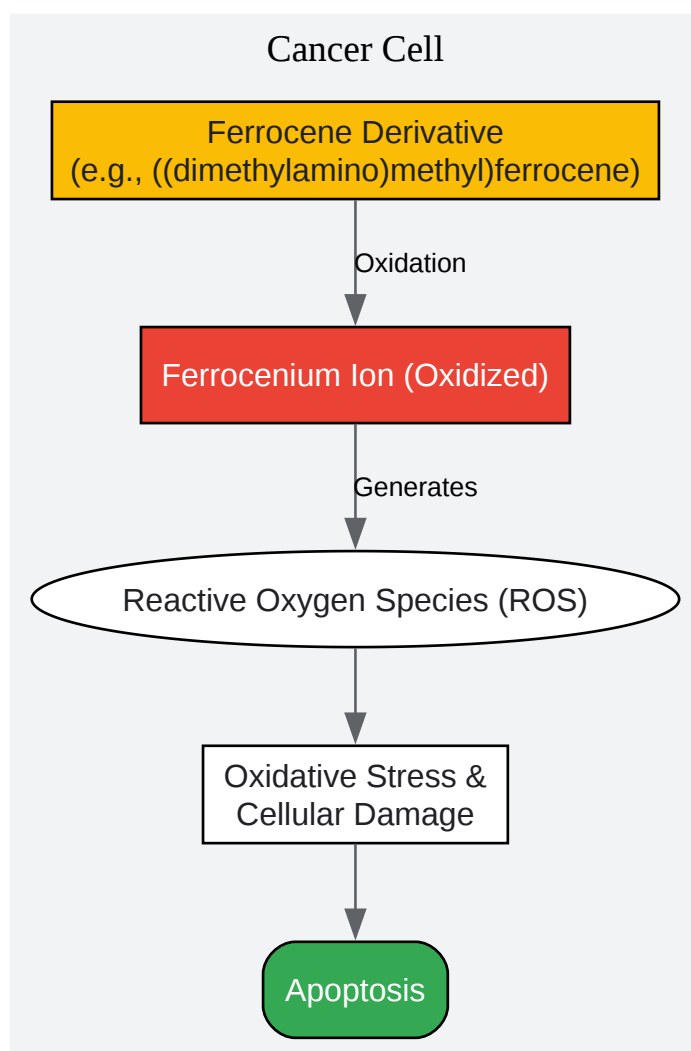 Cancer Cell
Ferrocene Derivative
(e.g., ((dimethylamino)methyl)ferrocene)
Oxidation
Ferrocenium Ion (Oxidized)
Generates
Reactive Oxygen Species (ROS)
Oxidative Stress &
Cellular Damage
Apoptosis